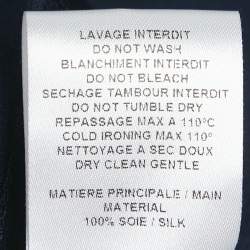 LAVAGE INTERDIT
DO NOT WASH
BLANCHIMENT INTERDIT
DO NOT BLEACH
SECHAGE TAMBOUR INTERDIT
DO NOT TUMBLE DRY
REPASSAGE MAX A 110°C
COLD IRONING MAX 110°
NETTOYAGE A SEC DOUX
DRY CLEAN GENTLE
MATIERE PRINCIPALE / MAIN
MATERIAL
100% SOIE / SILK